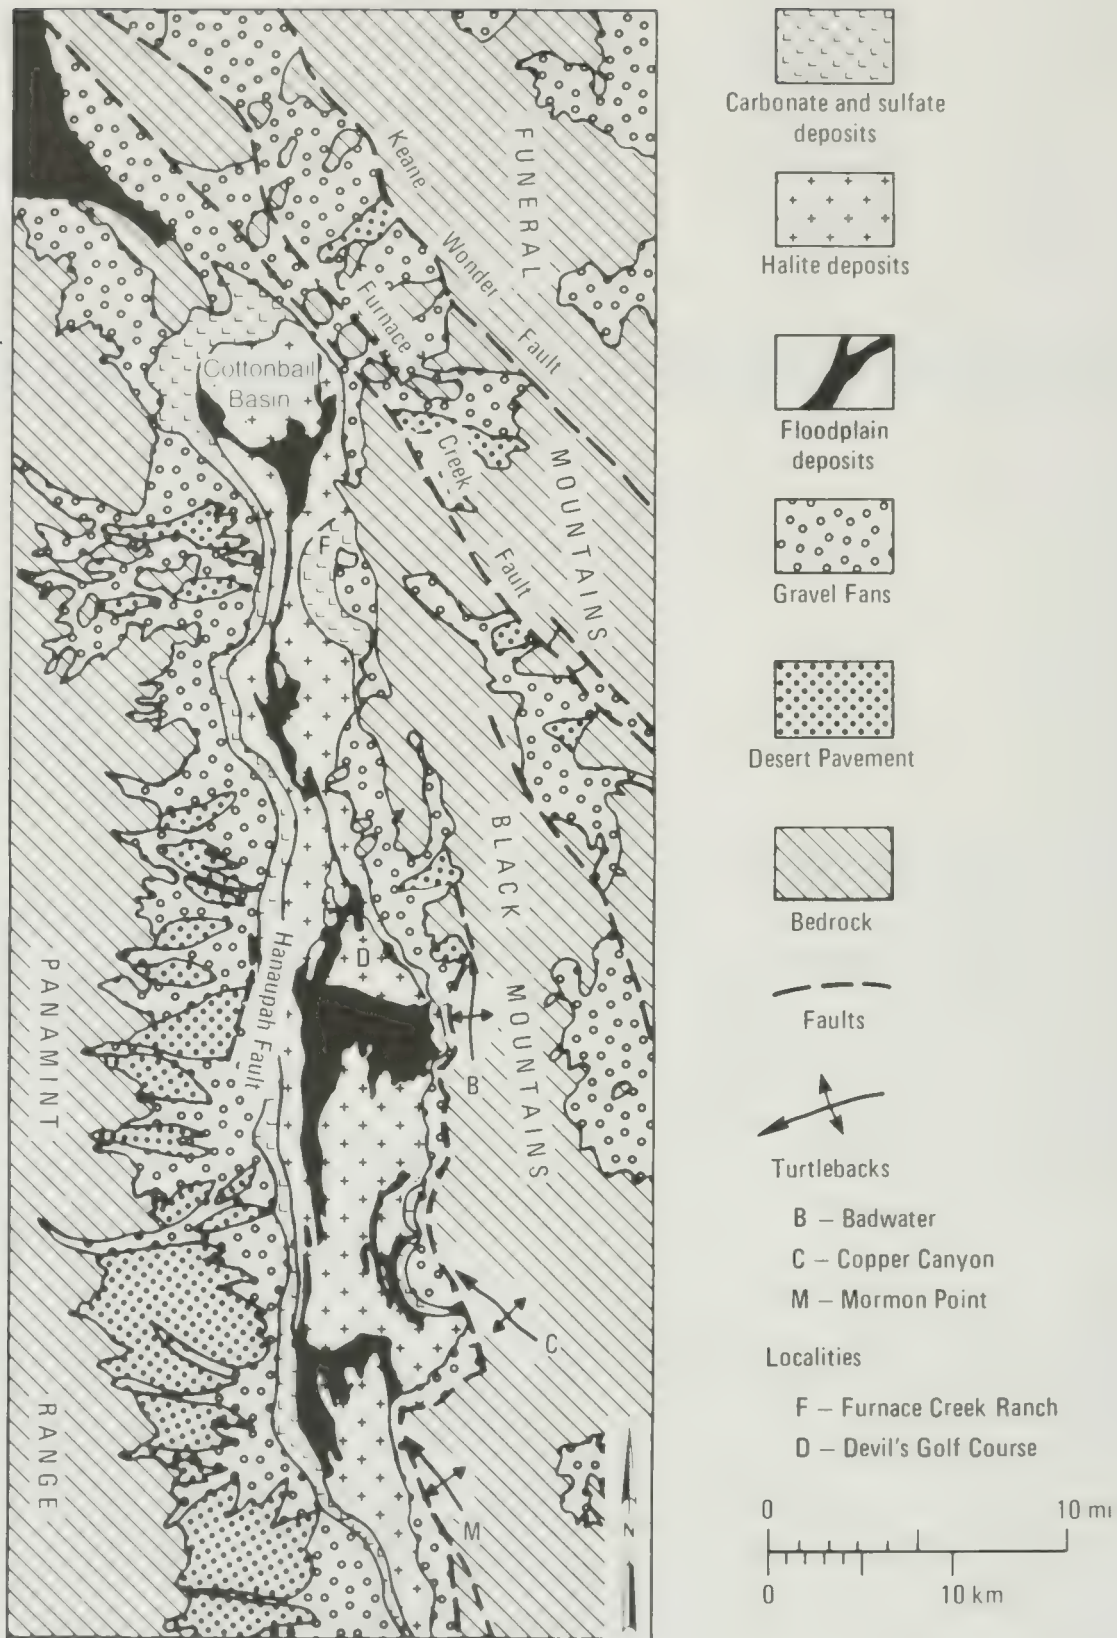 Keane
Wonder
Fault
FUNERAL
MOUNTAINS
Furnace
Creek
Fault
Cottonball
Basin
F
BLACK
MOUNTAINS
D
Hanaupah Fault
B
PANAMINT
RANGE
C
M
N
Carbonate and sulfate
deposits
Halite deposits
Floodplain
deposits
Gravel Fans
Desert Pavement
Bedrock
Faults
Turtlebacks
B – Badwater
C – Copper Canyon
M – Mormon Point
Localities
F – Furnace Creek Ranch
D – Devil's Golf Course
0 10 mi
0 10 km